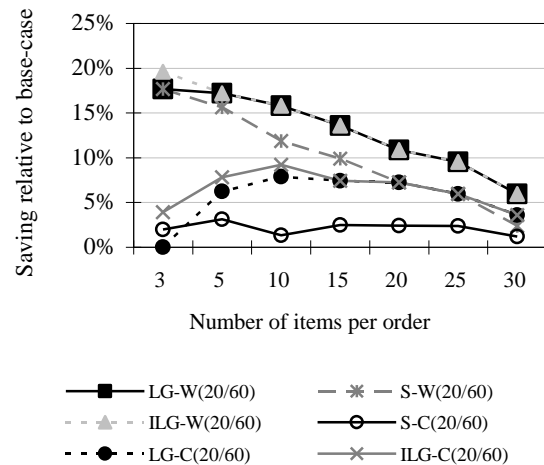 25%
20%
15%
10%
5%
0%
Saving relative to base-case
3 5 10 15 20 25 30
Number of items per order
LG-W(20/60) S-W(20/60)
ILG-W(20/60) S-C(20/60)
LG-C(20/60) ILG-C(20/60)